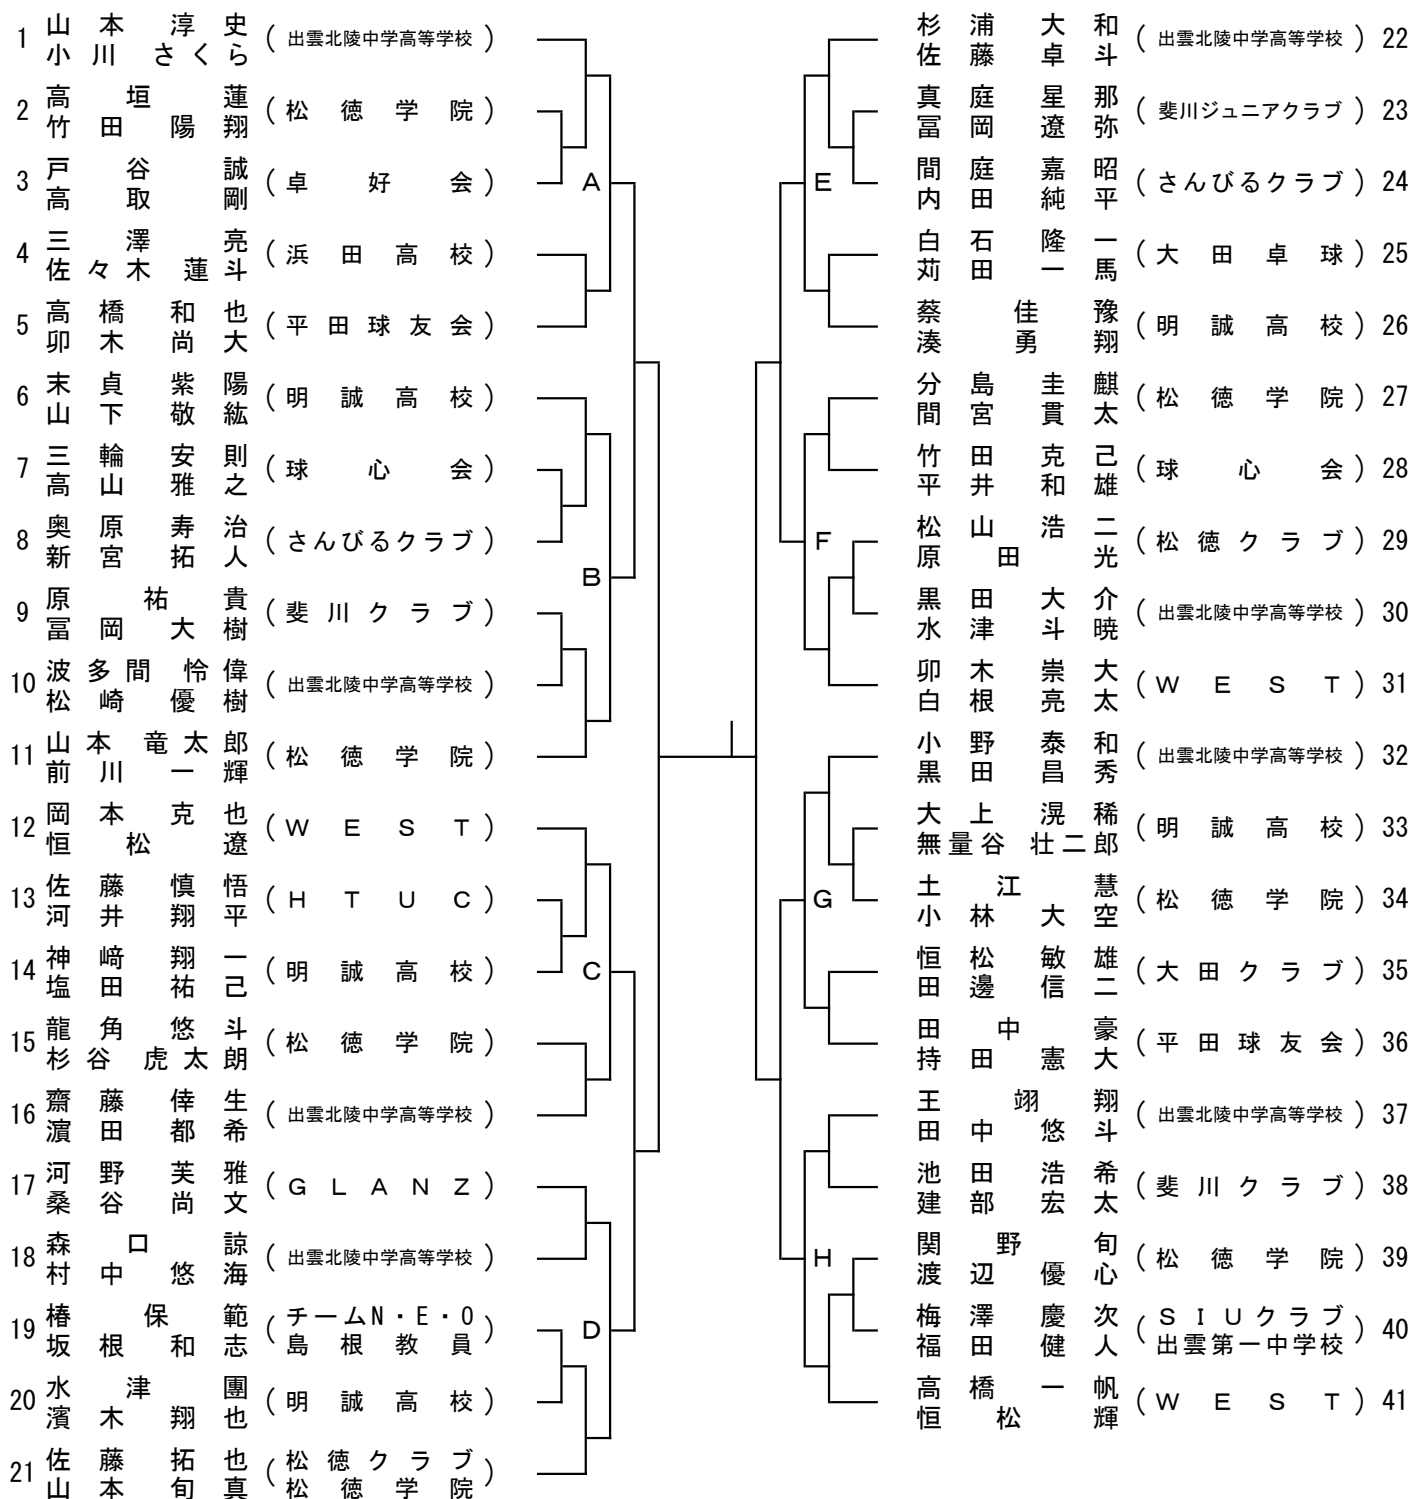 1 山本淳史 (出雲北陵中学高等学校)
小川さくら
2 高垣蓮 (松徳学院)
竹田陽翔
3 戸谷誠 (卓好会)
高取剛
4 三澤亮 (浜田高校)
佐々木蓮斗
5 高橋和也 (平田球友会)
卯木尚大
6 末貞紫陽 (明誠高校)
山下敬紘
7 三輪安則 (球心会)
高山雅之
8 奥原寿治 (さんびるクラブ)
新宮拓人
9 原祐貴 (斐川クラブ)
冨岡大樹
10 波多間怜偉 (出雲北陵中学高等学校)
松崎優樹
11 山本竜太郎 (松徳学院)
前川一輝
12 岡本克也 (WEST)
恒松遼
13 佐藤慎悟 (HTUC)
河井翔平
14 神﨑翔一 (明誠高校)
塩田祐己
15 龍角悠斗 (松徳学院)
杉谷虎太朗
16 齋藤倖生 (出雲北陵中学高等学校)
濵田都希
17 河野芙雅 (GLANZ)
桑谷尚文
18 森口諒 (出雲北陵中学高等学校)
村中悠海
19 椿保範 (チームN・E・O
坂根和志 島根教員)
20 水津團 (明誠高校)
濱木翔也
21 佐藤拓也 (松徳クラブ
山本旬真 松徳学院)
A
B
C
D
E
F
G
H
杉浦大和 (出雲北陵中学高等学校) 22
佐藤卓斗
真庭星那 (斐川ジュニアクラブ) 23
冨岡遼弥
間庭嘉昭 (さんびるクラブ) 24
内田純平
白石隆一 (大田卓球) 25
苅田一馬
蔡佳豫 (明誠高校) 26
湊勇翔
分島圭麒 (松徳学院) 27
間宮貫太
竹田克己 (球心会) 28
平井和雄
松山浩二 (松徳クラブ) 29
原田光
黒田大介 (出雲北陵中学高等学校) 30
水津斗暁
卯木崇大 (WEST) 31
白根亮太
小野泰和 (出雲北陵中学高等学校) 32
黒田昌秀
大上滉稀 (明誠高校) 33
無量谷壮二郎
土江慧 (松徳学院) 34
小林大空
恒松敏雄 (大田クラブ) 35
田邊信二
田中豪 (平田球友会) 36
持田憲大
王翊翔 (出雲北陵中学高等学校) 37
田中悠斗
池田浩希 (斐川クラブ) 38
建部宏太
関野旬 (松徳学院) 39
渡辺優心
梅澤慶次 (SIUクラブ 40
福田健人 出雲第一中学校)
高橋一帆 (WEST) 41
恒松輝